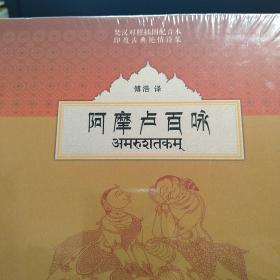 梵汉对照插图配音本
印度古典艳情诗集
傅浩 译
阿摩卢百咏
अमरुशतकम्